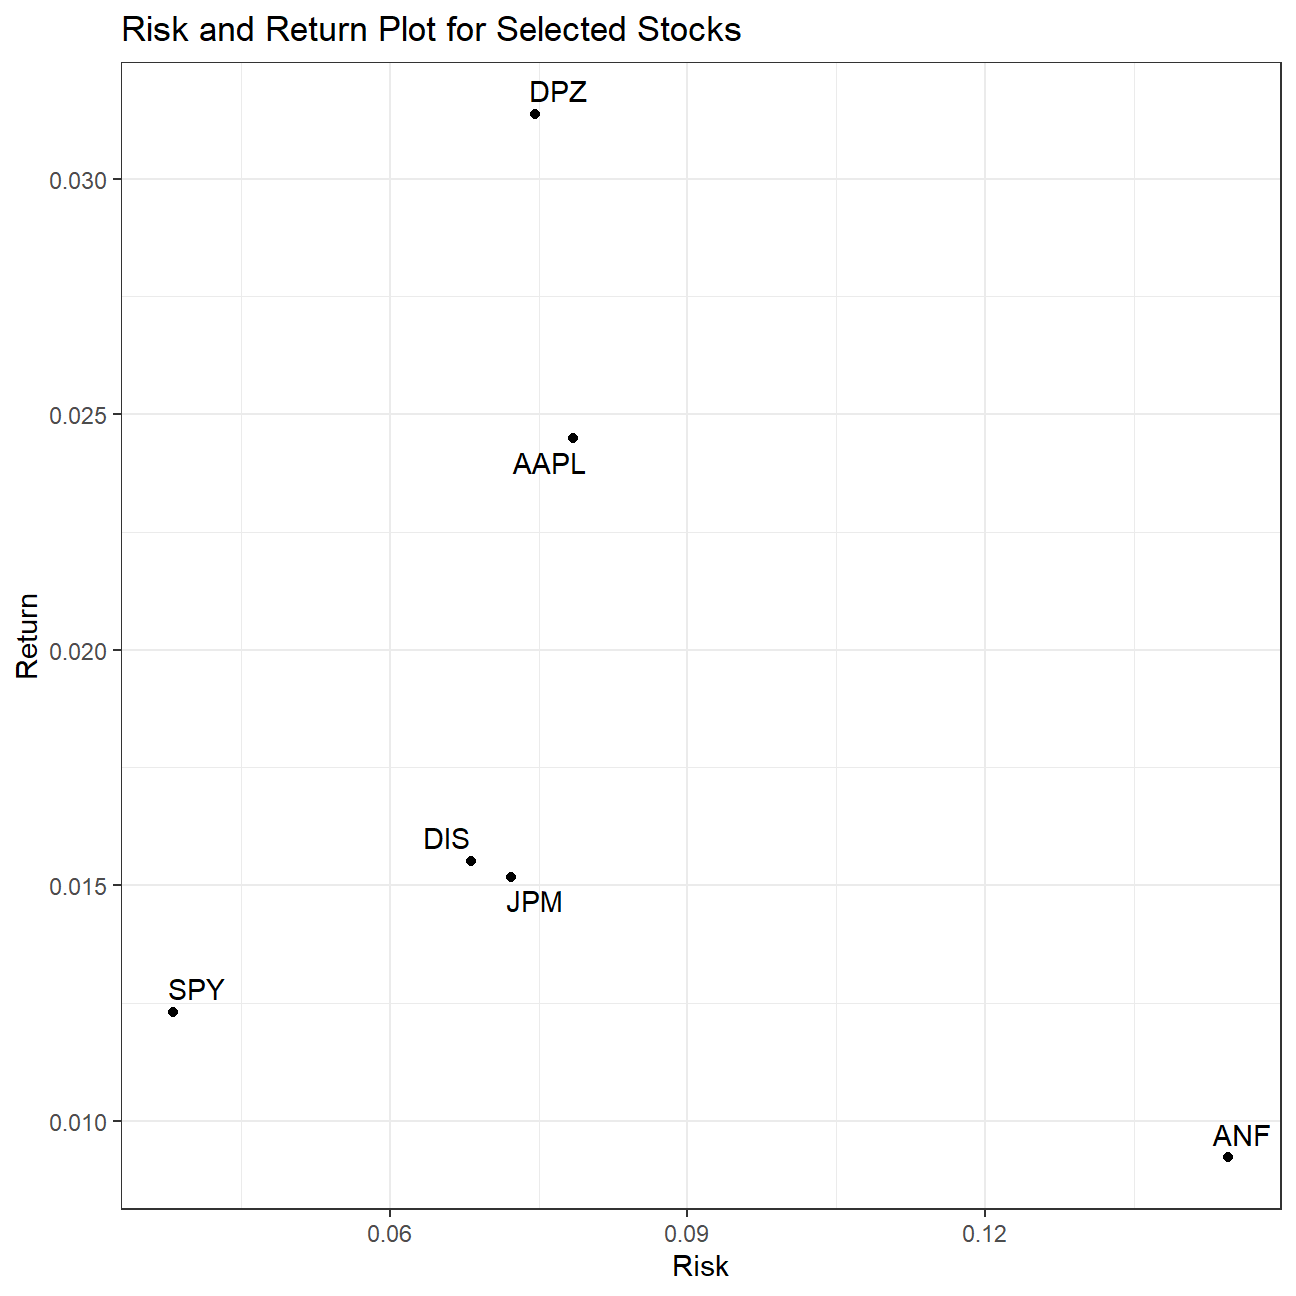 Risk and Return Plot for Selected Stocks
DPZ
0.030
0.025
AAPL
Return
0.020
DIS
0.015
JPM
SPY
0.010
ANF
0.06
0.09
0.12
Risk